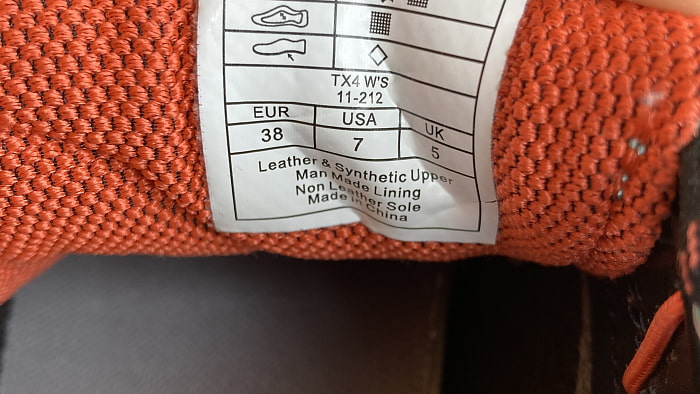 TX4 W'S
11-212
EUR USA UK
38 7 5
Leather & Synthetic Upper
Man Made Lining
Non Leather Sole
Made in China